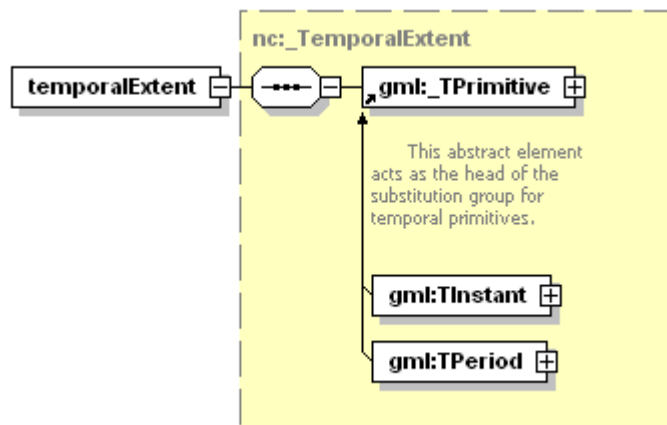 nc:_TemporalExtent
temporalExtent
gml:_TPrimitive
This abstract element
acts as the head of the
substitution group for
temporal primitives.
gml:TInstant
gml:TPeriod